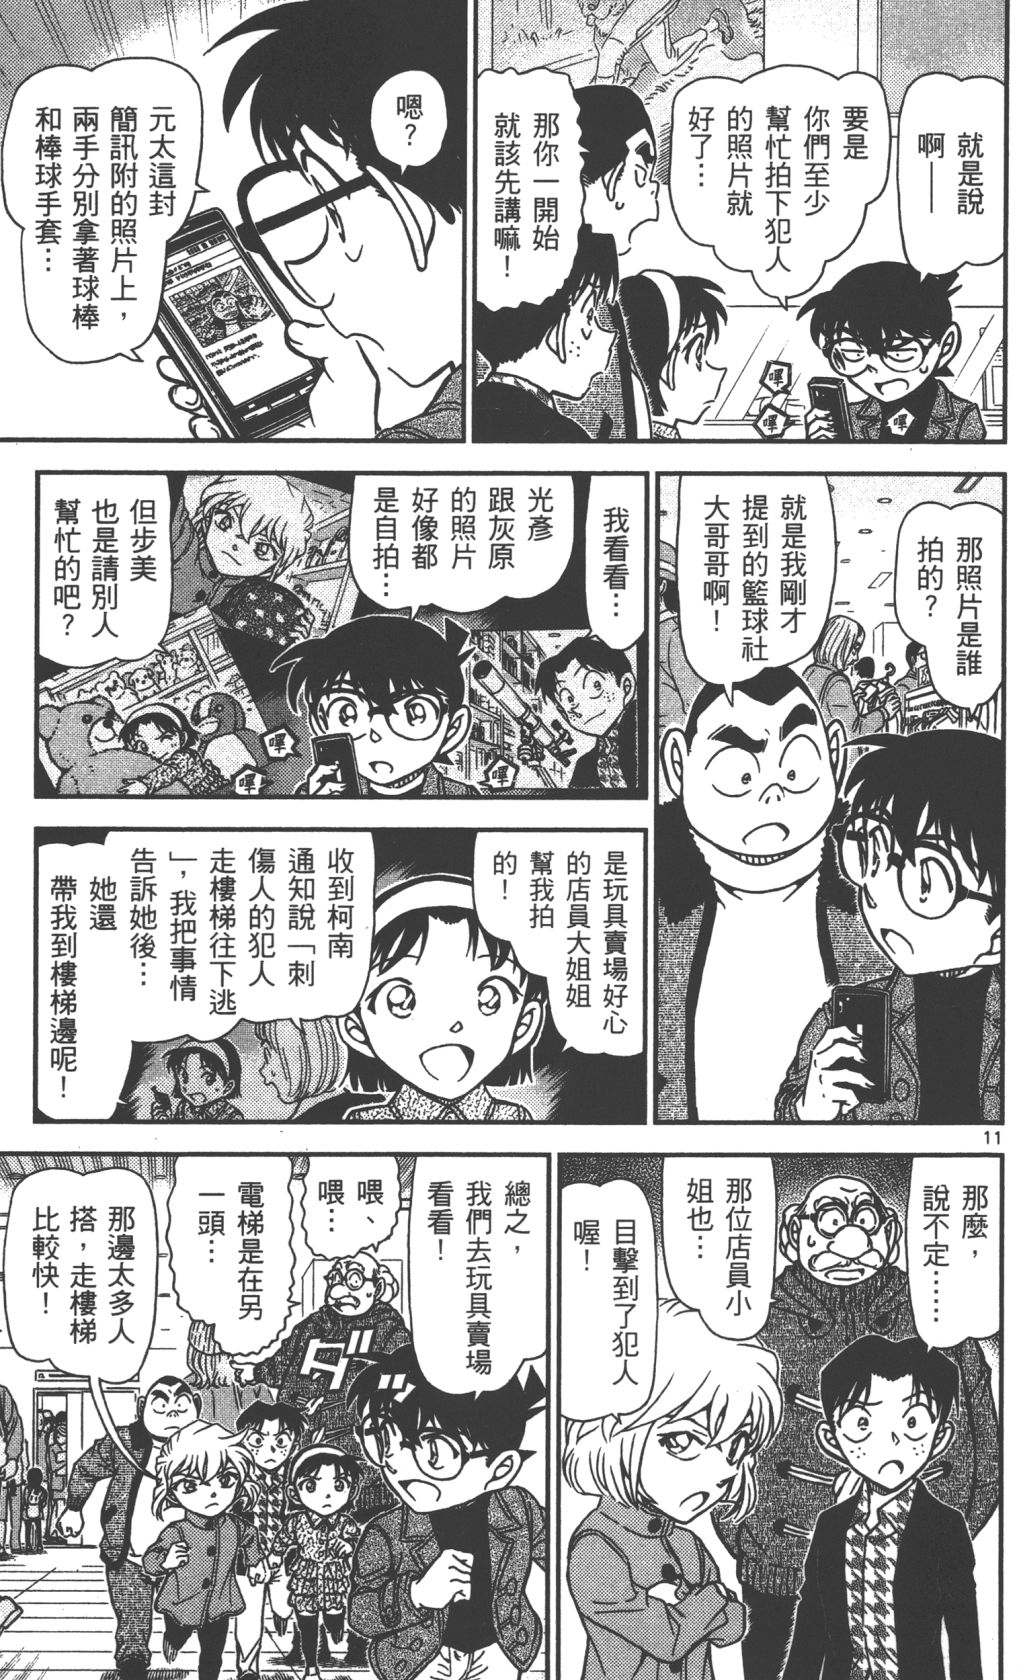 就是說
啊──
要是
你們至少
幫忙拍下犯人
的照片就
好了…
那你一開始
就該先講嘛！
嗶
嗶
嗶
嗯？
元太這封
簡訊附的照片上，
兩手分別拿著球棒
和棒球手套…
那照片是誰
拍的？
就是我剛才
提到的籃球社
大哥哥啊！
我看看…
光彥
跟灰原
的照片
好像都
是自拍…
但步美
也是請別人
幫忙的吧？
嗶
嗶
嗶
是玩具賣場好心
的店員大姐姐
幫我拍
的！
收到柯南
通知說「刺
傷人的犯人
走樓梯往下逃
」，我把事情
告訴她後…
她還
帶我到樓梯邊呢！
11
那麼，
說不定……
那位店員小
姐也…
目擊到了犯人
喔！
總之，
我們去玩具賣場
看看！
喂、
喂…
電梯是在另
一頭…
那邊太多人
搭，走樓梯
比較快！
ダッ